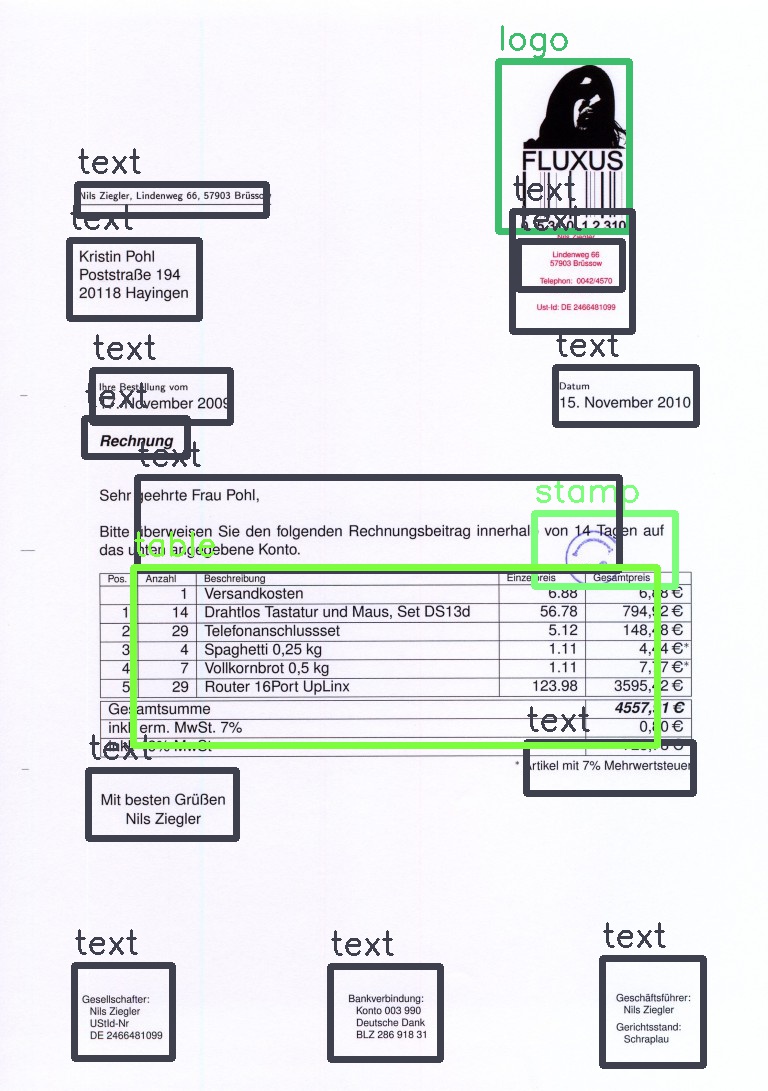 logo
FLUXUS
text
Nils Ziegler, Lindenweg 66, 57903 Brüssow
text
text
text
Kristin Pohl
Poststraße 194
20118 Hayingen
Nils Ziegler
Lindenweg 66
57903 Brüssow
Telephon: 0042/4570
Ust-Id: DE 2466481099
text
text
Ihre Bestellung vom
November 2009
Datum
15. November 2010
text
Rechnung
text
Sehr geehrte Frau Pohl,
stamp
Bitte überweisen Sie den folgenden Rechnungsbeitrag innerhalb von 14 Tagen auf
das unten angegebene Konto.
table
Pos. Anzahl Beschreibung Einzelpreis Gesamtpreis
1 Versandkosten 6.88 6,88 €
1 14 Drahtlos Tastatur und Maus, Set DS13d 56.78 794,92 €
2 29 Telefonanschlussset 5.12 148,48 €
3 4 Spaghetti 0,25 kg 1.11 4,44 €*
4 7 Vollkornbrot 0,5 kg 1.11 7,77 €*
5 29 Router 16Port UpLinx 123.98 3595,42 €
Gesamtsumme 4557, €
inkl. erm. MwSt. 7% 0,80 €
MwSt €
text
* Artikel mit 7% Mehrwertsteuer
text
Mit besten Grüßen
Nils Ziegler
text
Gesellschafter:
Nils Ziegler
UStId-Nr
DE 2466481099
text
Bankverbindung:
Konto 003 990
Deutsche Dank
BLZ 286 918 31
text
Geschäftsführer:
Nils Ziegler
Gerichtsstand:
Schraplau